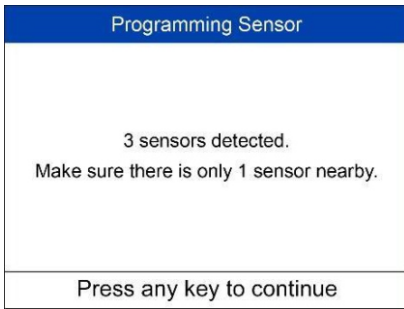 Programming Sensor
3 sensors detected.
Make sure there is only 1 sensor nearby.
Press any key to continue